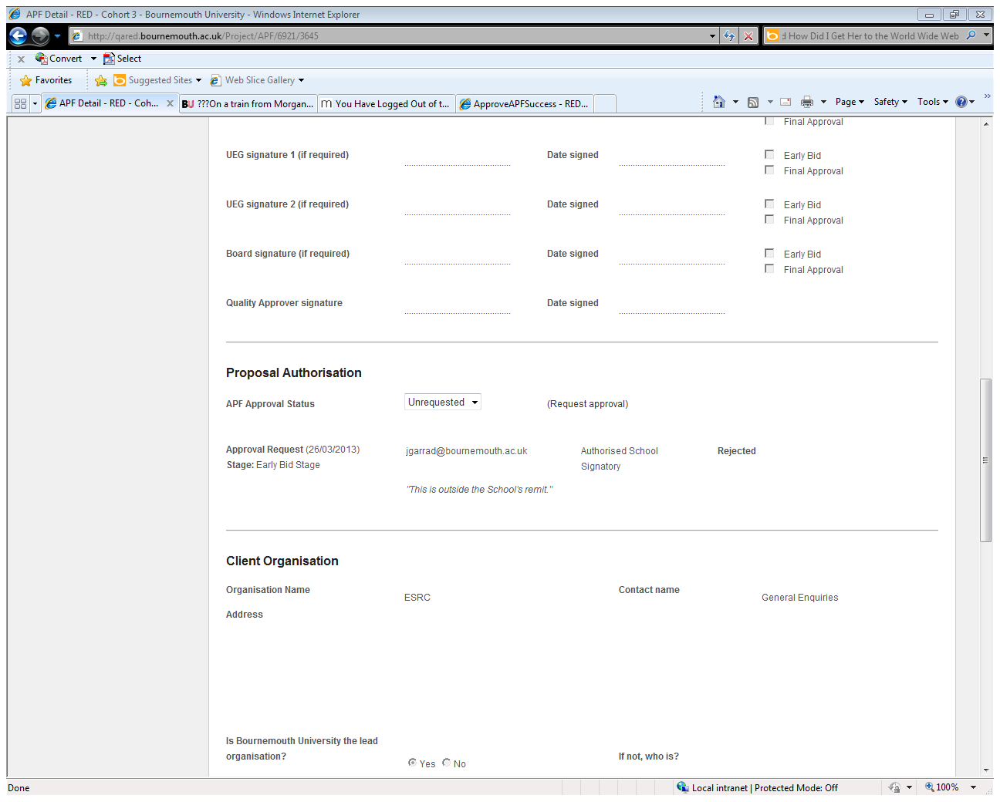 APF Detail - RED - Cohort 3 - Bournemouth University - Windows Internet Explorer
http://qared.bournemouth.ac.uk/Project/APF/6921/3645
d How Did I Get Her to the World Wide Web
x Convert Select
Favorites Suggested Sites Web Slice Gallery
APF Detail - RED - Coh... x BU ???On a train from Morgan... m You Have Logged Out of t... ApproveAPFSuccess - RED... Page Safety Tools
Final Approval
UEG signature 1 (if required) Date signed Early Bid
Final Approval
UEG signature 2 (if required) Date signed Early Bid
Final Approval
Board signature (if required) Date signed Early Bid
Final Approval
Quality Approver signature Date signed
Proposal Authorisation
APF Approval Status Unrequested (Request approval)
Approval Request (26/03/2013) jgarrad@bournemouth.ac.uk Authorised School Rejected
Stage: Early Bid Stage Signatory
"This is outside the School's remit."
Client Organisation
Organisation Name ESRC Contact name General Enquiries
Address
Is Bournemouth University the lead
organisation? Yes No If not, who is?
Done Local intranet | Protected Mode: Off 100%